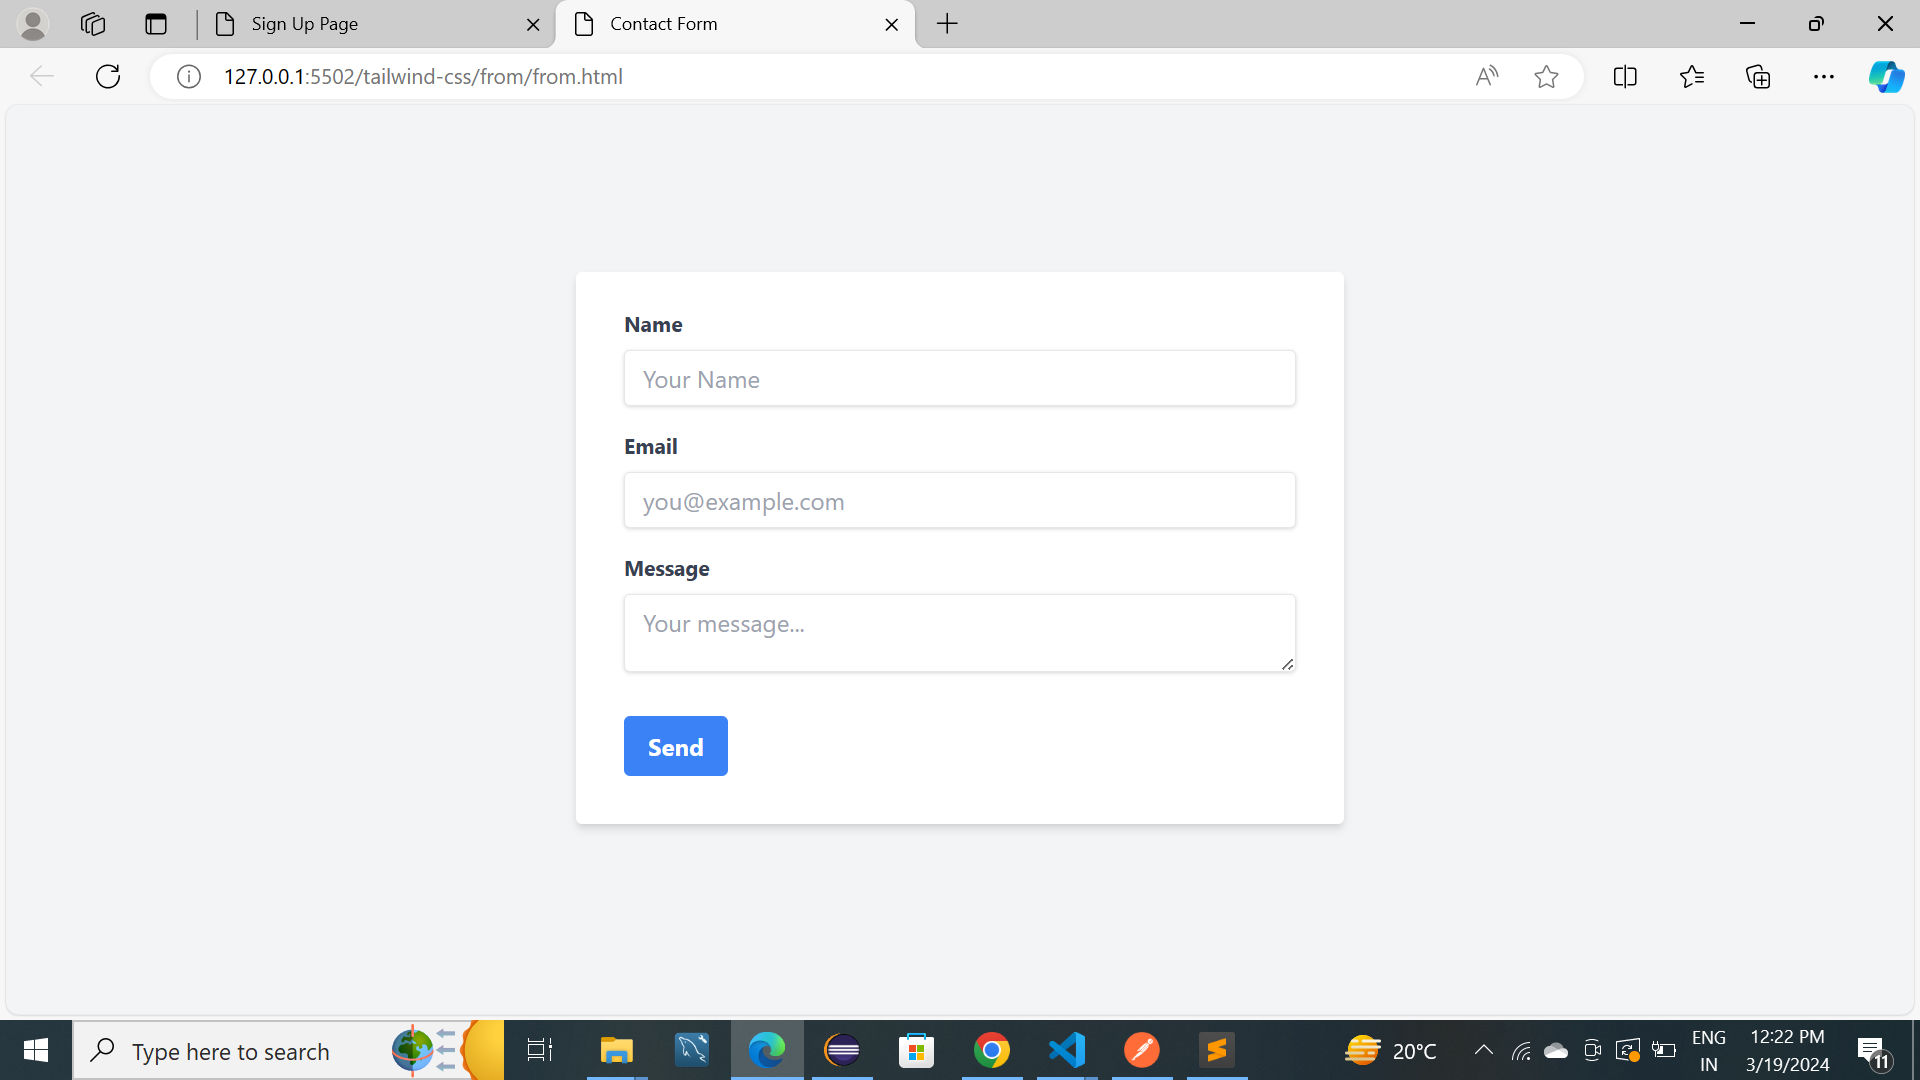 Sign Up Page
Contact Form
127.0.0.1:5502/tailwind-css/from/from.html
Name
Your Name
Email
you@example.com
Message
Your message...
Send
Type here to search
20°C
ENG
IN
12:22 PM
3/19/2024
11